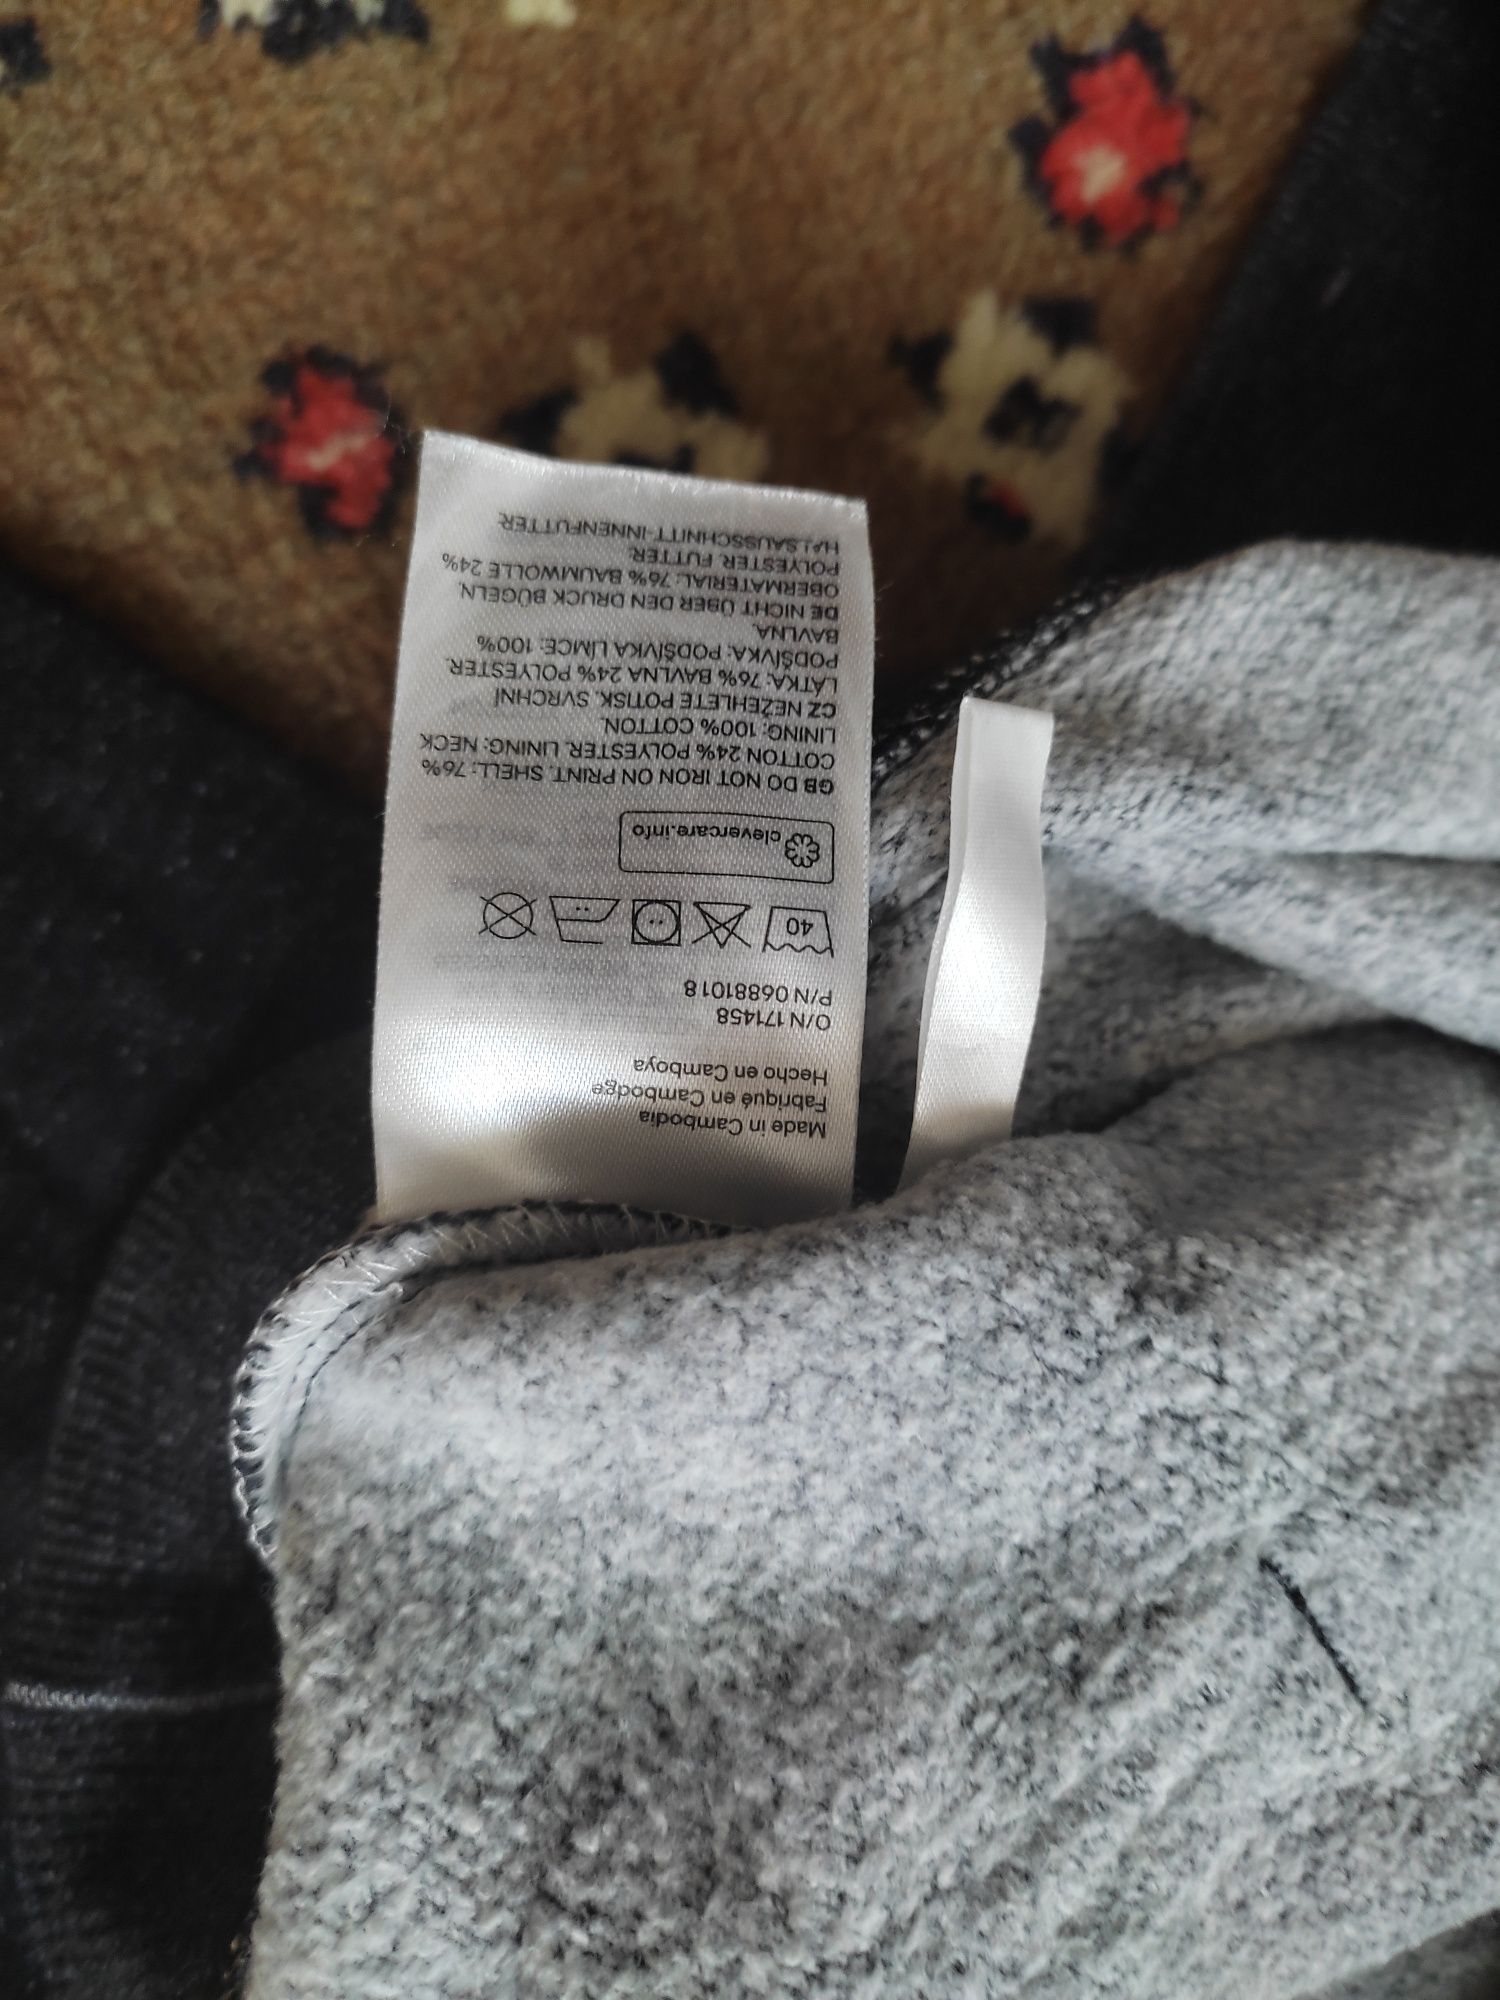 Made in Cambodia
Fabriqué en Cambodge
Hecho en Camboya
O/N 171458
P/N 0688101 8
40
clevercare.info
GB DO NOT IRON ON PRINT. SHELL: 76%
COTTON 24% POLYESTER. LINING: NECK
LINING: 100% COTTON.
CZ NEŽEHLETE POTISK. SVRCHNÍ
LÁTKA: 76% BAVLNA 24% POLYESTER.
PODŠÍVKA: PODŠÍVKA LÍMCE: 100%
BAVLNA.
DE NICHT ÜBER DEN DRUCK BÜGELN.
OBERMATERIAL: 76% BAUMWOLLE 24%
POLYESTER. FUTTER:
HALSAUSSCHNITT-INNENFUTTER: